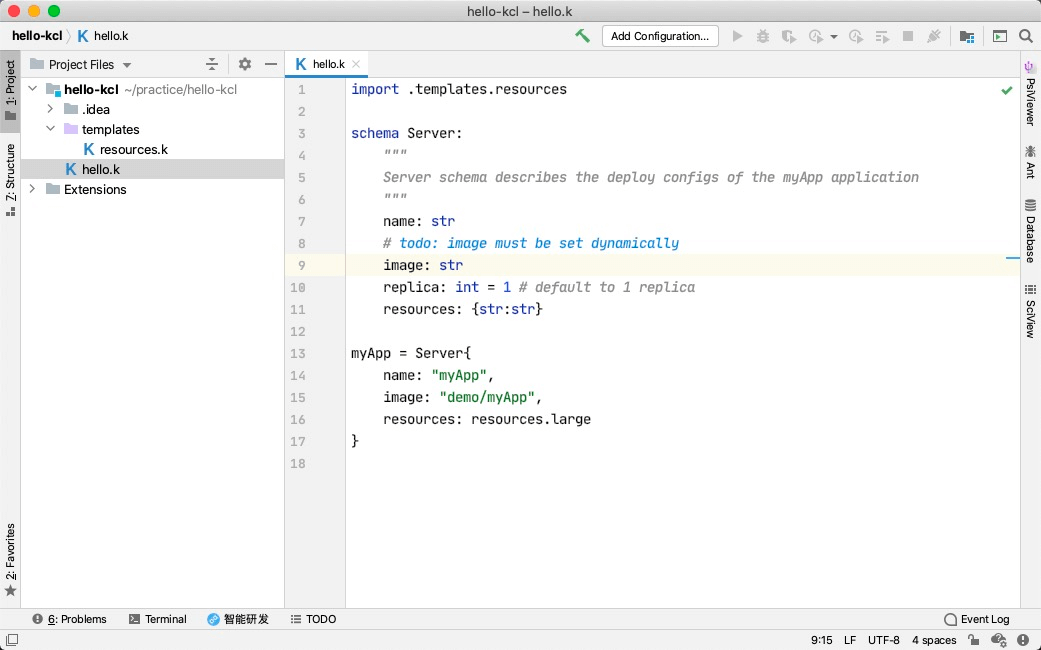 hello-kcl – hello.k
hello-kcl hello.k
Add Configuration...
1: Project
Z: Structure
2: Favorites
Project Files
hello-kcl ~/practice/hello-kcl
.idea
templates
resources.k
hello.k
Extensions
hello.k
1 import .templates.resources
2
3 schema Server:
4 """
5 Server schema describes the deploy configs of the myApp application
6 """
7 name: str
8 # todo: image must be set dynamically
9 image: str
10 replica: int = 1 # default to 1 replica
11 resources: {str:str}
12
13 myApp = Server{
14 name: "myApp",
15 image: "demo/myApp",
16 resources: resources.large
17 }
18
PsiViewer
Ant
Database
SciView
6: Problems Terminal 智能研发 TODO Event Log
9:15 LF UTF-8 4 spaces